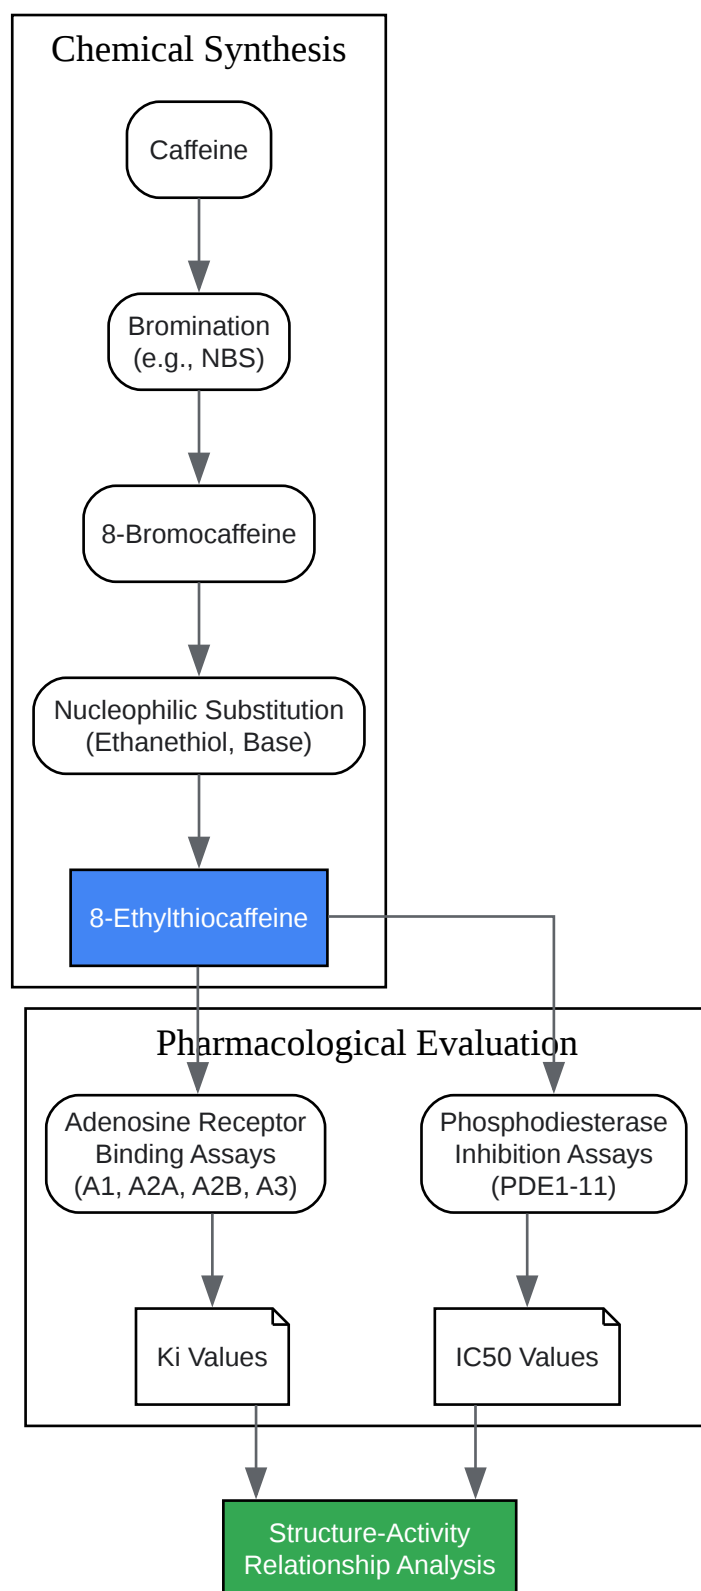 Chemical Synthesis
Caffeine
Bromination
(e.g., NBS)
8-Bromocaffeine
Nucleophilic Substitution
(Ethanethiol, Base)
8-Ethylthiocaffeine
Pharmacological Evaluation
Adenosine Receptor
Binding Assays
(A1, A2A, A2B, A3)
Phosphodiesterase
Inhibition Assays
(PDE1-11)
Ki Values
IC50 Values
Structure-Activity
Relationship Analysis